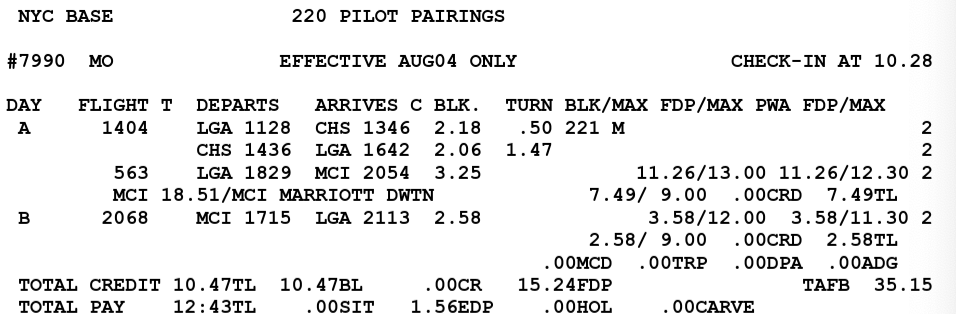 NYC BASE 220 PILOT PAIRINGS
#7990 MO EFFECTIVE AUG04 ONLY CHECK-IN AT 10.28
DAY FLIGHT T DEPARTS ARRIVES C BLK. TURN BLK/MAX FDP/MAX PWA FDP/MAX
A 1404 LGA 1128 CHS 1346 2.18 .50 221 M 2
CHS 1436 LGA 1642 2.06 1.47 2
563 LGA 1829 MCI 2054 3.25 11.26/13.00 11.26/12.30 2
MCI 18.51/MCI MARRIOTT DWTN 7.49/ 9.00 .00CRD 7.49TL
B 2068 MCI 1715 LGA 2113 2.58 3.58/12.00 3.58/11.30 2
2.58/ 9.00 .00CRD 2.58TL
.00MCD .00TRP .00DPA .00ADG
TOTAL CREDIT 10.47TL 10.47BL .00CR 15.24FDP TAFB 35.15
TOTAL PAY 12:43TL .00SIT 1.56EDP .00HOL .00CARVE